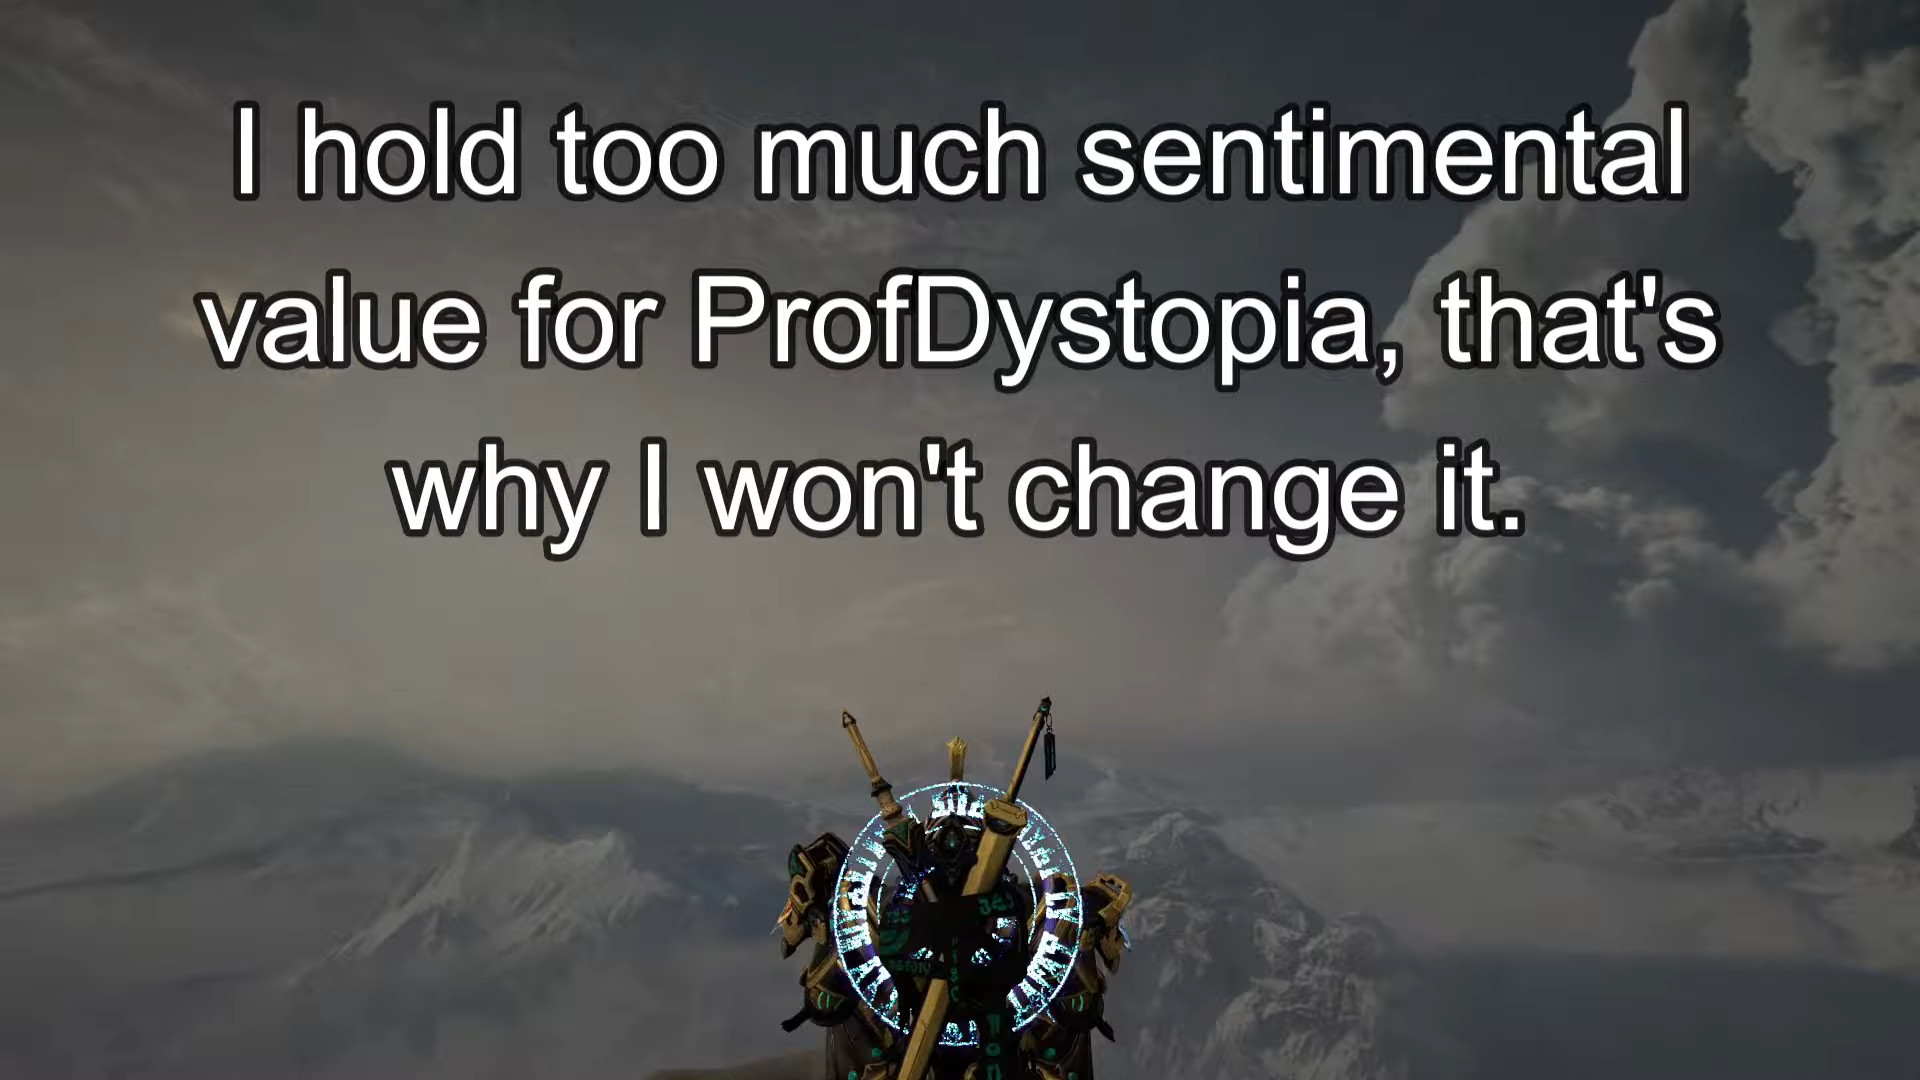 I hold too much sentimental
value for ProfDystopia, that's
why I won't change it.